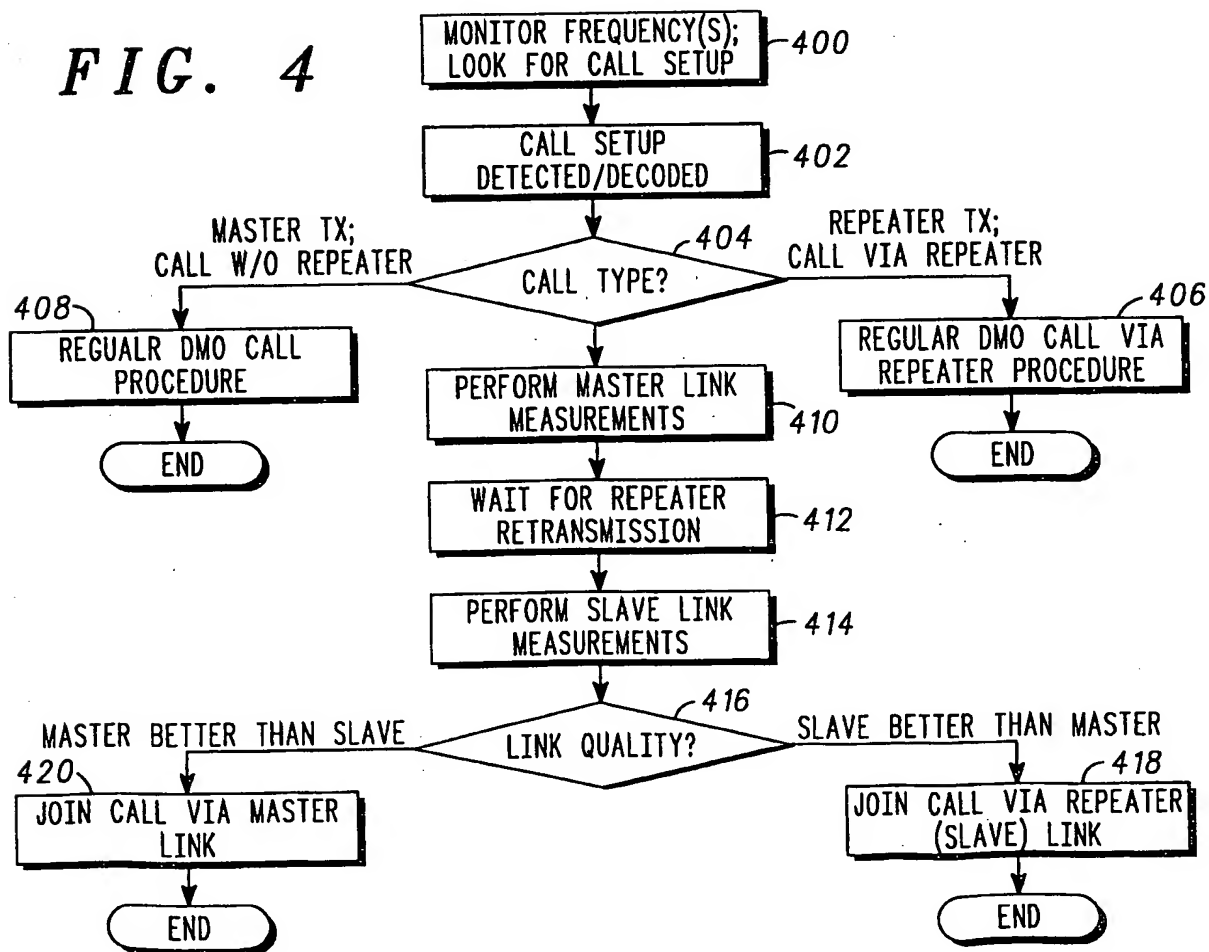 FIG. 4
MONITOR FREQUENCY(S);
LOOK FOR CALL SETUP
400
CALL SETUP
DETECTED/DECODED
402
MASTER TX;
CALL W/O REPEATER
404
CALL TYPE?
REPEATER TX;
CALL VIA REPEATER
408
REGUALR DMO CALL
PROCEDURE
END
406
REGULAR DMO CALL VIA
REPEATER PROCEDURE
END
PERFORM MASTER LINK
MEASUREMENTS
410
WAIT FOR REPEATER
RETRANSMISSION
412
PERFORM SLAVE LINK
MEASUREMENTS
414
MASTER BETTER THAN SLAVE
416
LINK QUALITY?
SLAVE BETTER THAN MASTER
420
JOIN CALL VIA MASTER
LINK
END
418
JOIN CALL VIA REPEATER
(SLAVE) LINK
END